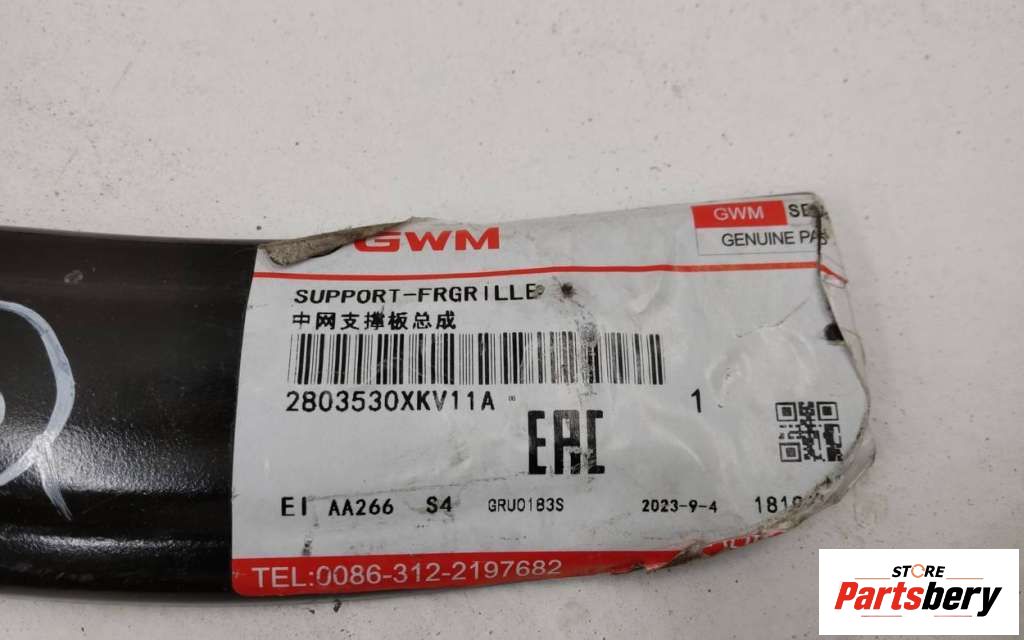 GWM
GWM
GENUINE
SUPPORT-FRGRILLE
中网支撑板总成
2803530XKV11A
1
EAC
EI AA266 S4 GRU0183S 2023-9-4
TEL:0086-312-2197682
STORE
Partsbery